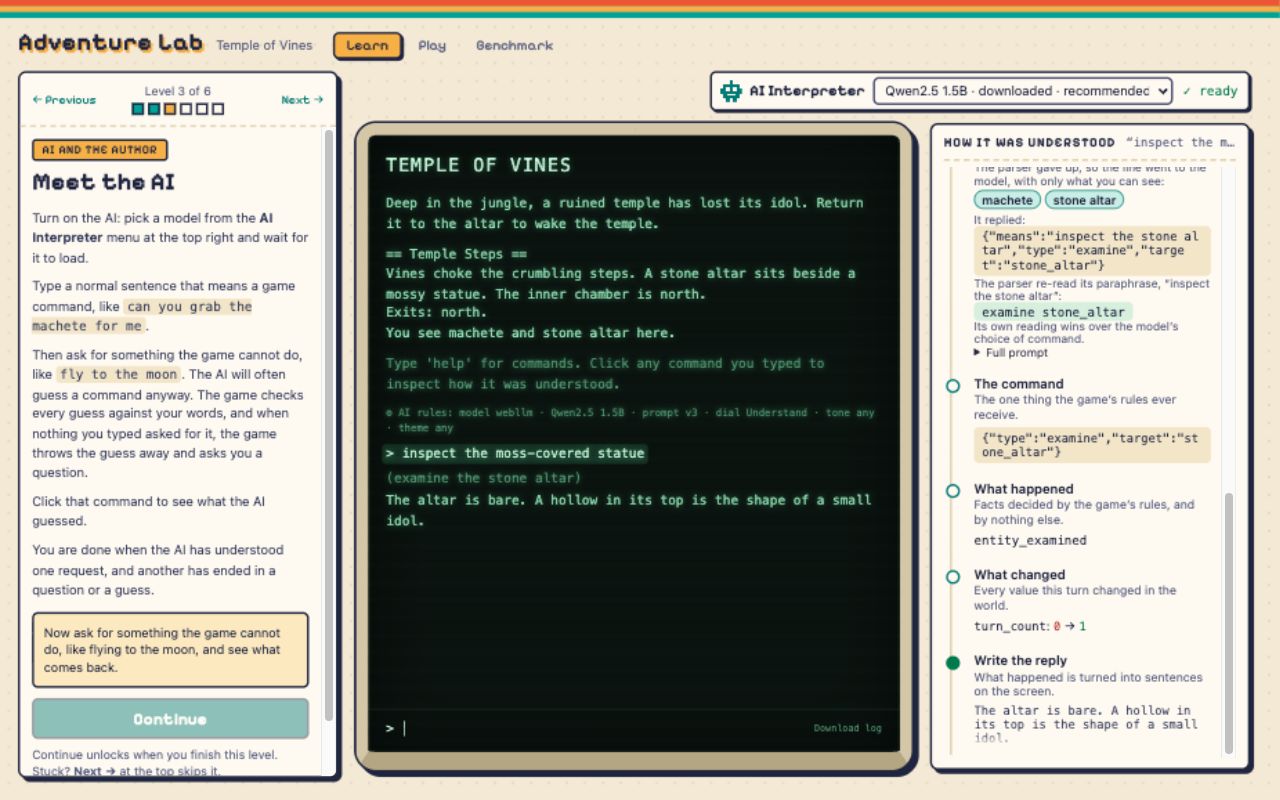 Adventure Lab Temple of Vines Learn Play Benchmark
← Previous Level 3 of 6 Next →
AI AND THE AUTHOR
Meet the AI
Turn on the AI: pick a model from the AI
Interpreter menu at the top right and wait for
it to load.
Type a normal sentence that means a game
command, like can you grab the
machete for me.
Then ask for something the game cannot do,
like fly to the moon. The AI will often
guess a command anyway. The game checks
every guess against your words, and when
nothing you typed asked for it, the game
throws the guess away and asks you a
question.
Click that command to see what the AI
guessed.
You are done when the AI has understood
one request, and another has ended in a
question or a guess.
Now ask for something the game cannot
do, like flying to the moon, and see what
comes back.
Continue
Continue unlocks when you finish this level.
Stuck? Next → at the top skips it.
AI Interpreter Qwen2.5 1.5B · downloaded · recommended ✓ ready
TEMPLE OF VINES
Deep in the jungle, a ruined temple has lost its idol. Return
it to the altar to wake the temple.
== Temple Steps ==
Vines choke the crumbling steps. A stone altar sits beside a
mossy statue. The inner chamber is north.
Exits: north.
You see machete and stone altar here.
Type 'help' for commands. Click any command you typed to
inspect how it was understood.
⚙ AI rules: model webllm · Qwen2.5 1.5B · prompt v3 · dial Understand · tone any
· theme any
> inspect the moss-covered statue
(examine the stone altar)
The altar is bare. A hollow in its top is the shape of a small
idol.
> Download log
HOW IT WAS UNDERSTOOD "inspect the m…
The parser gave up, so the line went to the
model, with only what you can see:
machete stone altar
It replied:
{"means":"inspect the stone al
tar","type":"examine","targe
t":"stone_altar"}
The parser re-read its paraphrase, "inspect
the stone altar":
examine stone_altar
Its own reading wins over the model's
choice of command.
▶ Full prompt
The command
The one thing the game's rules ever
receive.
{"type":"examine","target":"st
one_altar"}
What happened
Facts decided by the game's rules, and
by nothing else.
entity_examined
What changed
Every value this turn changed in the
world.
turn_count: 0 → 1
Write the reply
What happened is turned into sentences
on the screen.
The altar is bare. A hollow in
its top is the shape of a small
idol.